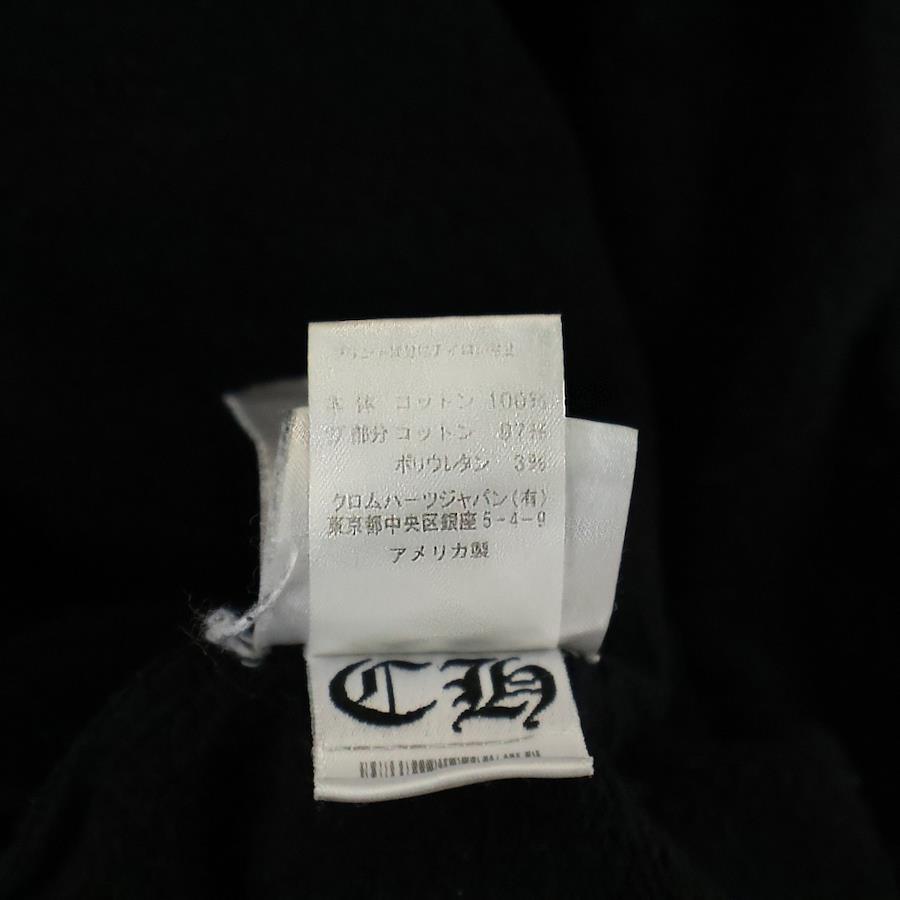 本体 コットン 100%
部分 コットン 97%
ポリウレタン 3%
クロムハーツジャパン(有)
東京都中央区銀座5-4-9
アメリカ製
CH